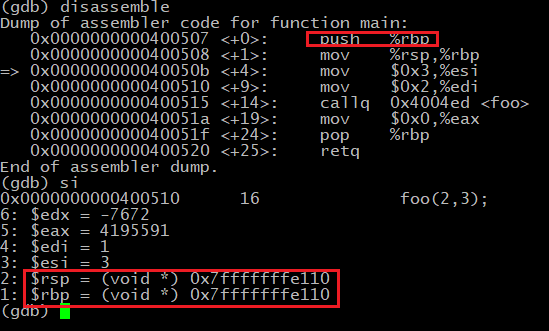 (gdb) disassemble
Dump of assembler code for function main:
   0x0000000000400507 <+0>:     push   %rbp
   0x0000000000400508 <+1>:     mov    %rsp,%rbp
=> 0x000000000040050b <+4>:     mov    $0x3,%esi
   0x0000000000400510 <+9>:     mov    $0x2,%edi
   0x0000000000400515 <+14>:    callq  0x4004ed <foo>
   0x000000000040051a <+19>:    mov    $0x0,%eax
   0x000000000040051f <+24>:    pop    %rbp
   0x0000000000400520 <+25>:    retq
End of assembler dump.
(gdb) si
0x0000000000400510      16              foo(2,3);
6: $edx = -7672
5: $eax = 4195591
4: $edi = 1
3: $esi = 3
2: $rsp = (void *) 0x7fffffffe110
1: $rbp = (void *) 0x7fffffffe110
(gdb)